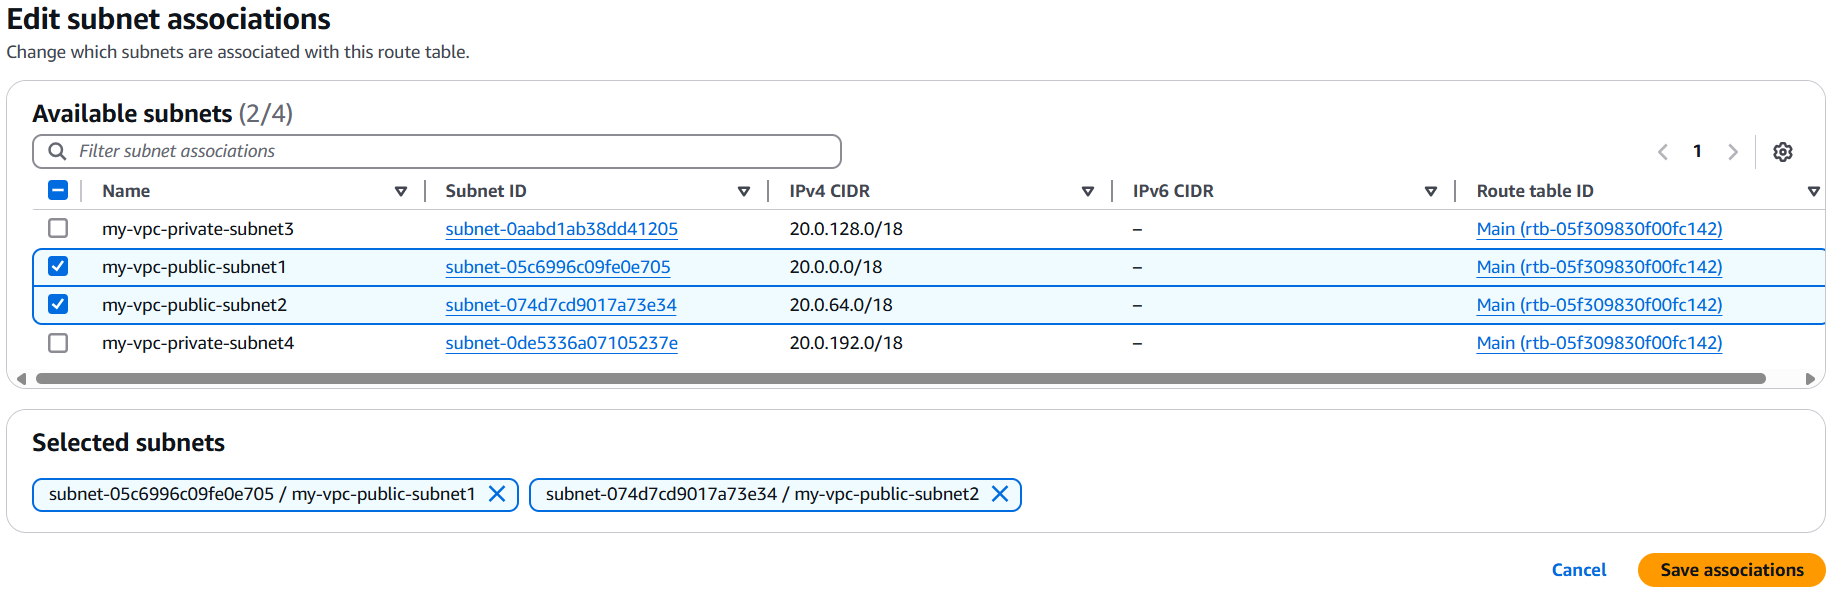 Edit subnet associations
Change which subnets are associated with this route table.
Available subnets (2/4)
Filter subnet associations
1
Name Subnet ID IPv4 CIDR IPv6 CIDR Route table ID
my-vpc-private-subnet3 subnet-0aabd1ab38dd41205 20.0.128.0/18 – Main (rtb-05f309830f00fc142)
my-vpc-public-subnet1 subnet-05c6996c09fe0e705 20.0.0.0/18 – Main (rtb-05f309830f00fc142)
my-vpc-public-subnet2 subnet-074d7cd9017a73e34 20.0.64.0/18 – Main (rtb-05f309830f00fc142)
my-vpc-private-subnet4 subnet-0de5336a07105237e 20.0.192.0/18 – Main (rtb-05f309830f00fc142)
Selected subnets
subnet-05c6996c09fe0e705 / my-vpc-public-subnet1 subnet-074d7cd9017a73e34 / my-vpc-public-subnet2
Cancel Save associations